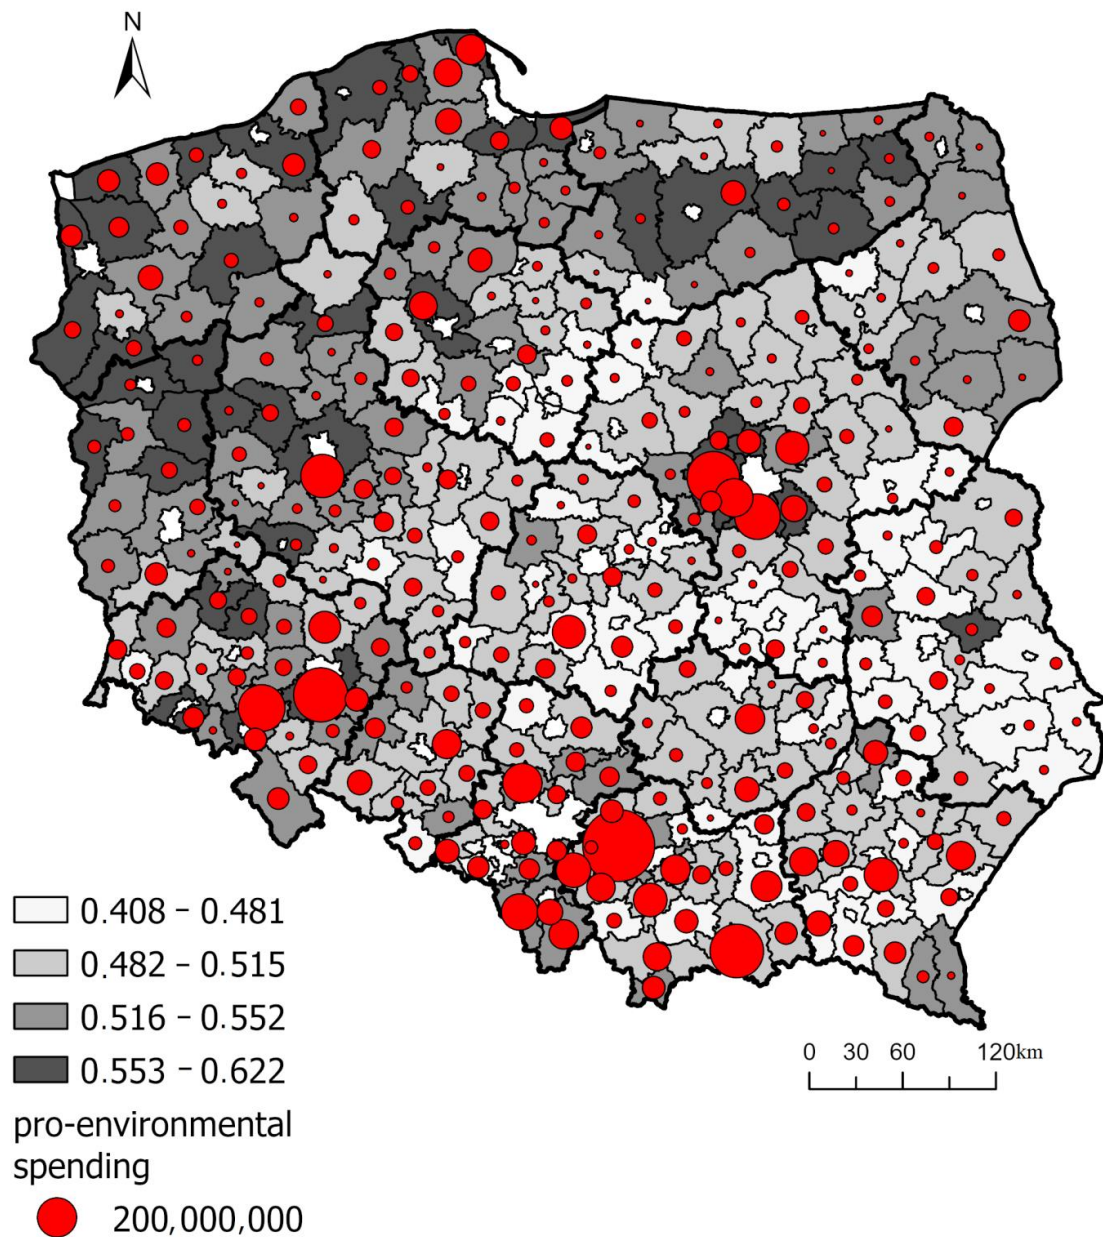 N
0.408 – 0.481
0.482 – 0.515
0.516 – 0.552
0.553 – 0.622
pro-environmental
spending
200,000,000
0 30 60 120km